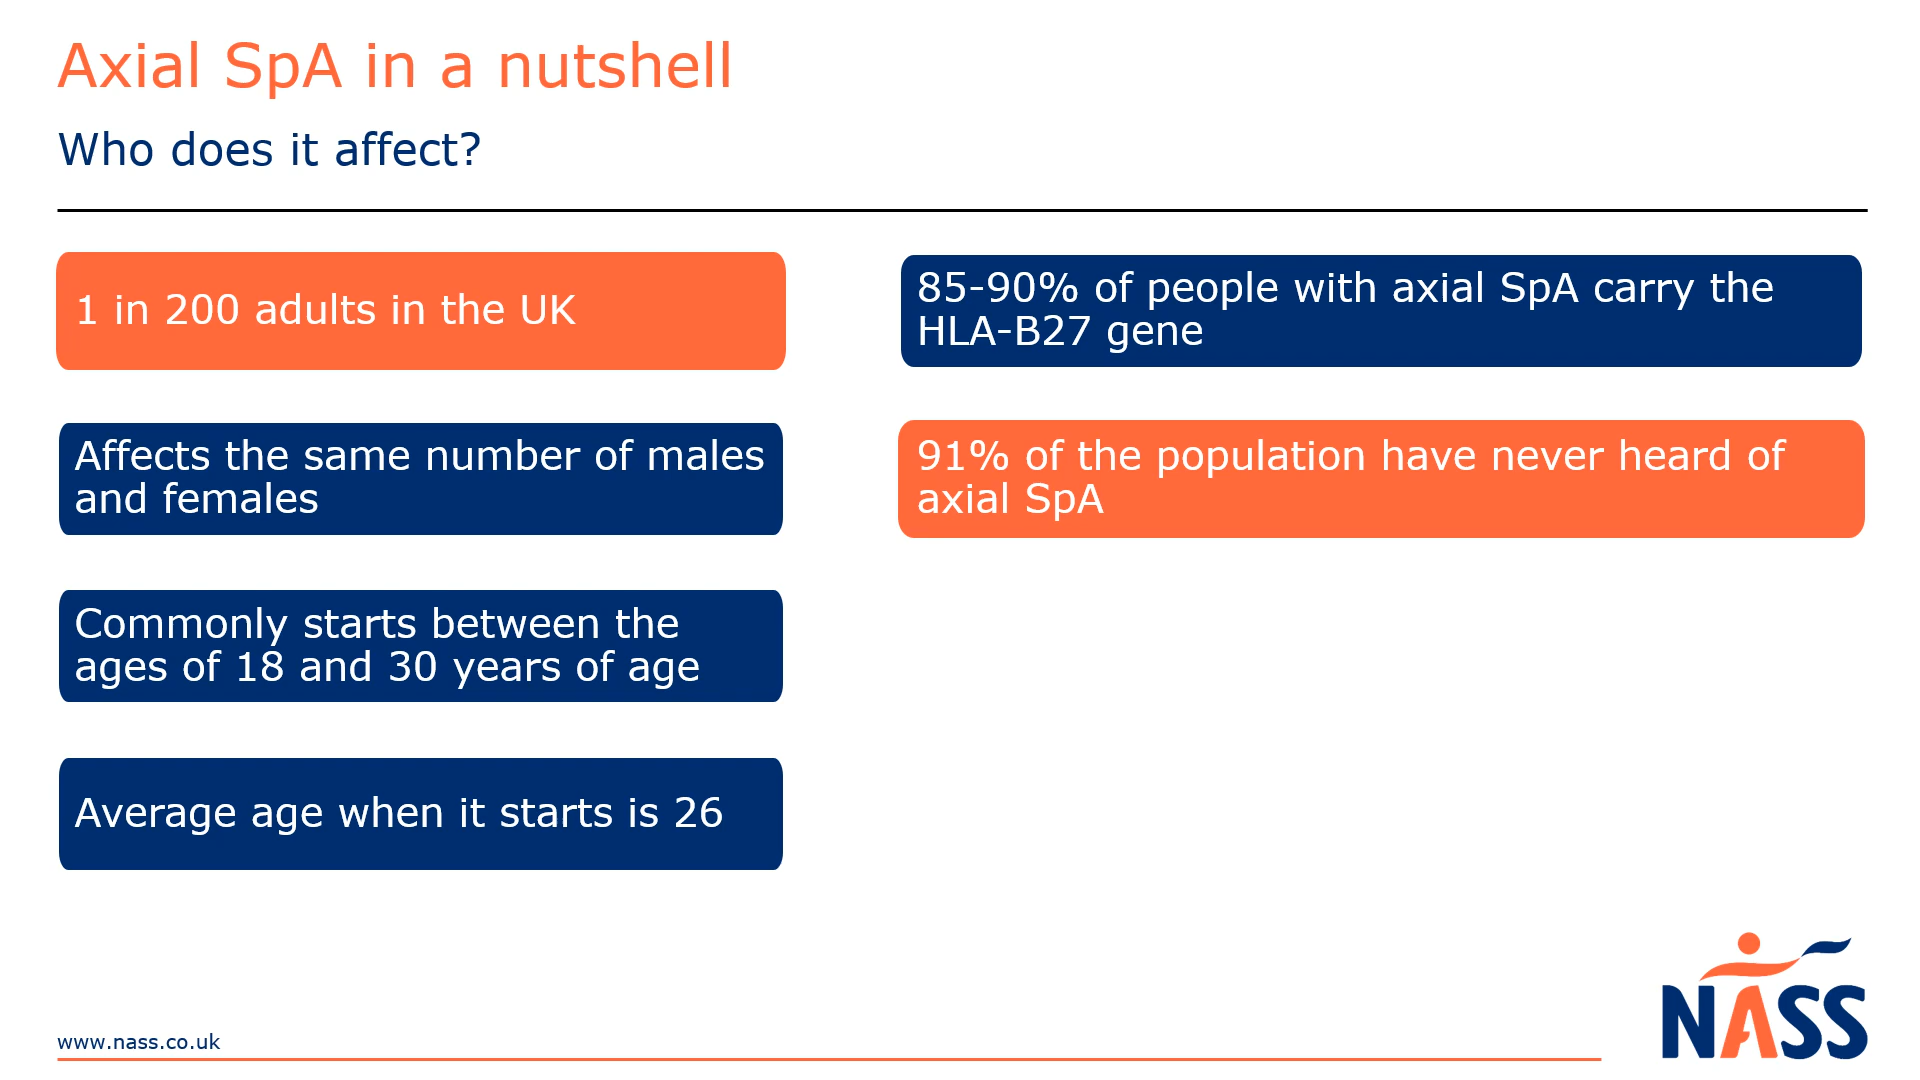 Axial SpA in a nutshell
Who does it affect?
1 in 200 adults in the UK
Affects the same number of males
and females
Commonly starts between the
ages of 18 and 30 years of age
Average age when it starts is 26
85-90% of people with axial SpA carry the
HLA-B27 gene
91% of the population have never heard of
axial SpA
www.nass.co.uk
NASS